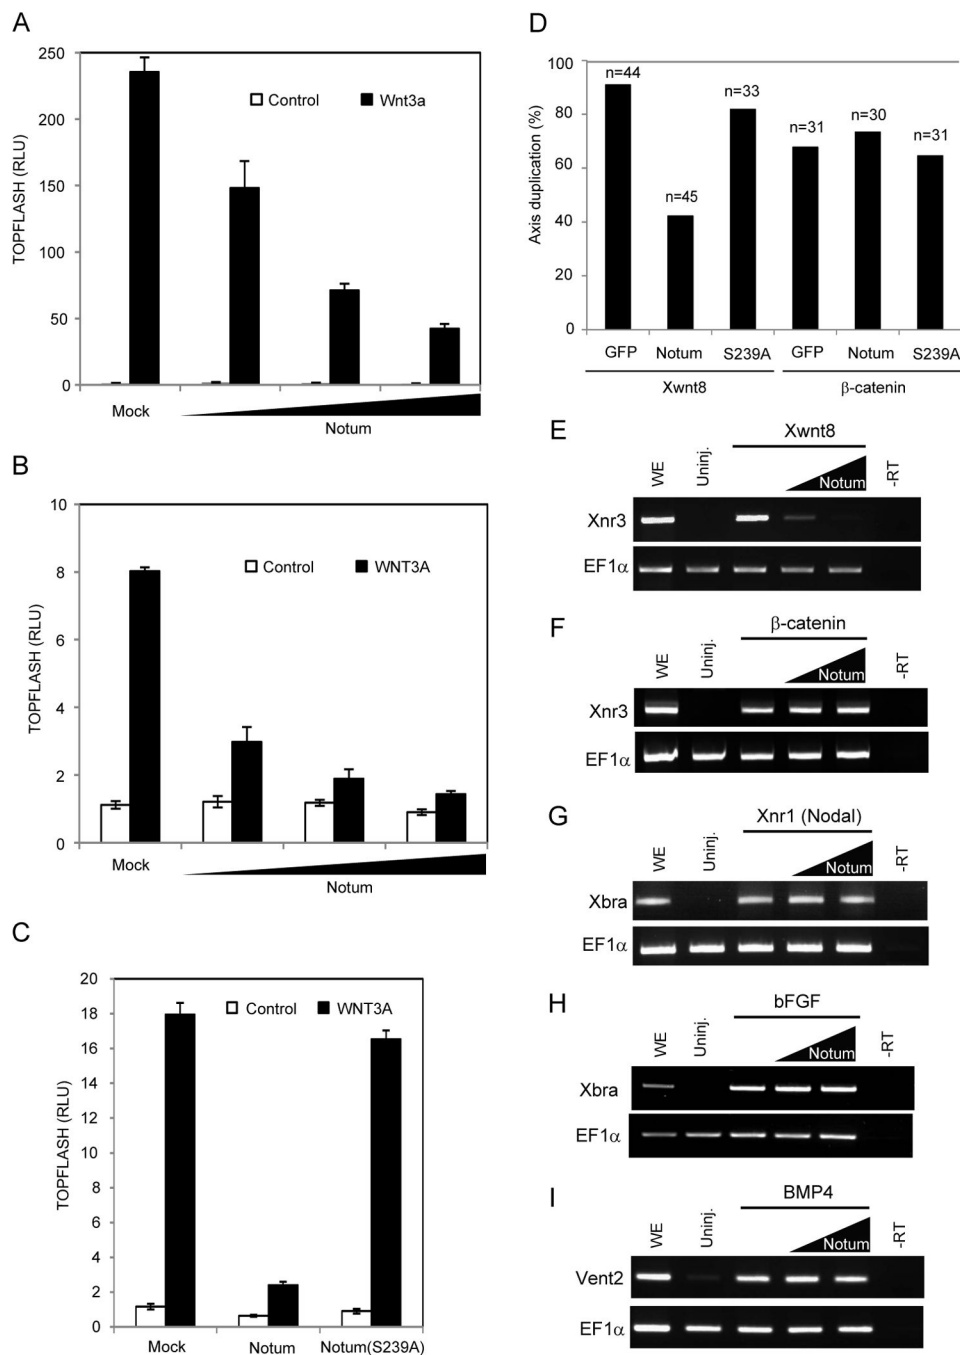 A
TOPFLASH (RLU)
250
200
150
100
50
0
Control
Wnt3a
Mock
Notum
B
TOPFLASH (RLU)
10
8
6
4
2
0
Control
WNT3A
Mock
Notum
C
TOPFLASH (RLU)
20
18
16
14
12
10
8
6
4
2
0
Control
WNT3A
Mock
Notum
Notum(S239A)
D
Axis duplication (%)
100
80
60
40
20
0
n=44
n=45
n=33
n=31
n=30
n=31
GFP
Notum
S239A
GFP
Notum
S239A
Xwnt8
β-catenin
E
WE
Uninj.
Xwnt8
Notum
-RT
Xnr3
EF1α
F
WE
Uninj.
β-catenin
Notum
-RT
Xnr3
EF1α
G
WE
Uninj.
Xnr1 (Nodal)
Notum
-RT
Xbra
EF1α
H
WE
Uninj.
bFGF
Notum
-RT
Xbra
EF1α
I
WE
Uninj.
BMP4
Notum
-RT
Vent2
EF1α